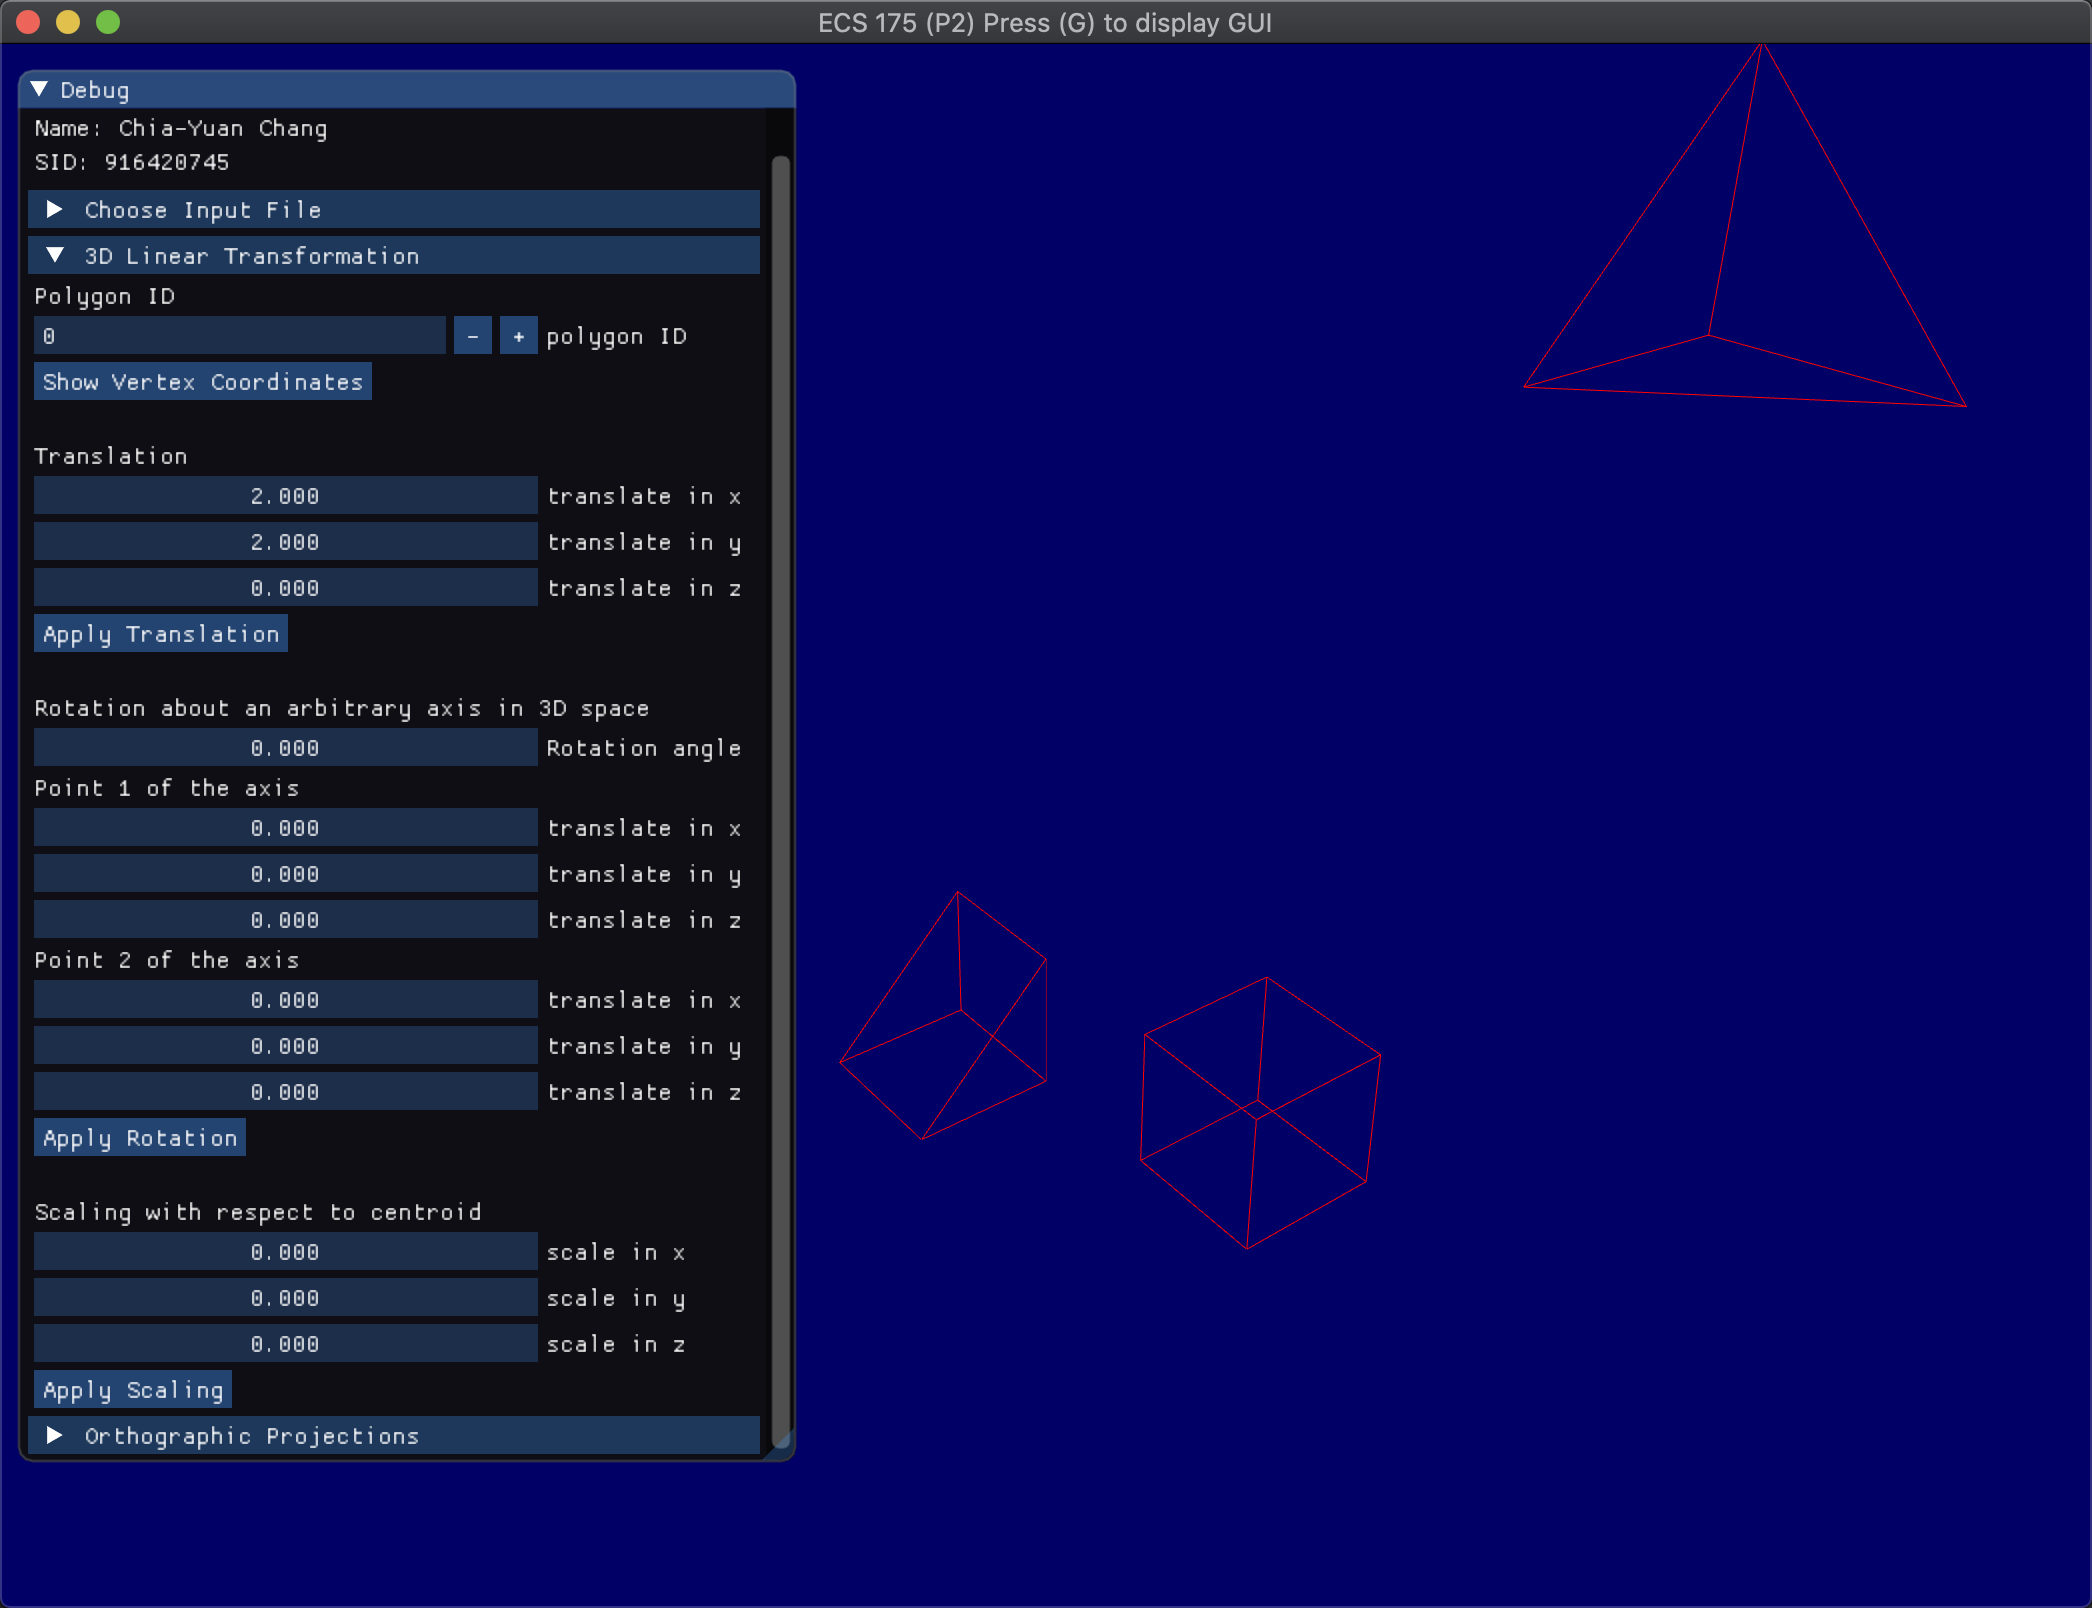 ECS 175 (P2) Press (G) to display GUI
Debug
Name: Chia-Yuan Chang
SID: 916420745
Choose Input File
3D Linear Transformation
Polygon ID
0 - + polygon ID
Show Vertex Coordinates
Translation
2.000 translate in x
2.000 translate in y
0.000 translate in z
Apply Translation
Rotation about an arbitrary axis in 3D space
0.000 Rotation angle
Point 1 of the axis
0.000 translate in x
0.000 translate in y
0.000 translate in z
Point 2 of the axis
0.000 translate in x
0.000 translate in y
0.000 translate in z
Apply Rotation
Scaling with respect to centroid
0.000 scale in x
0.000 scale in y
0.000 scale in z
Apply Scaling
Orthographic Projections